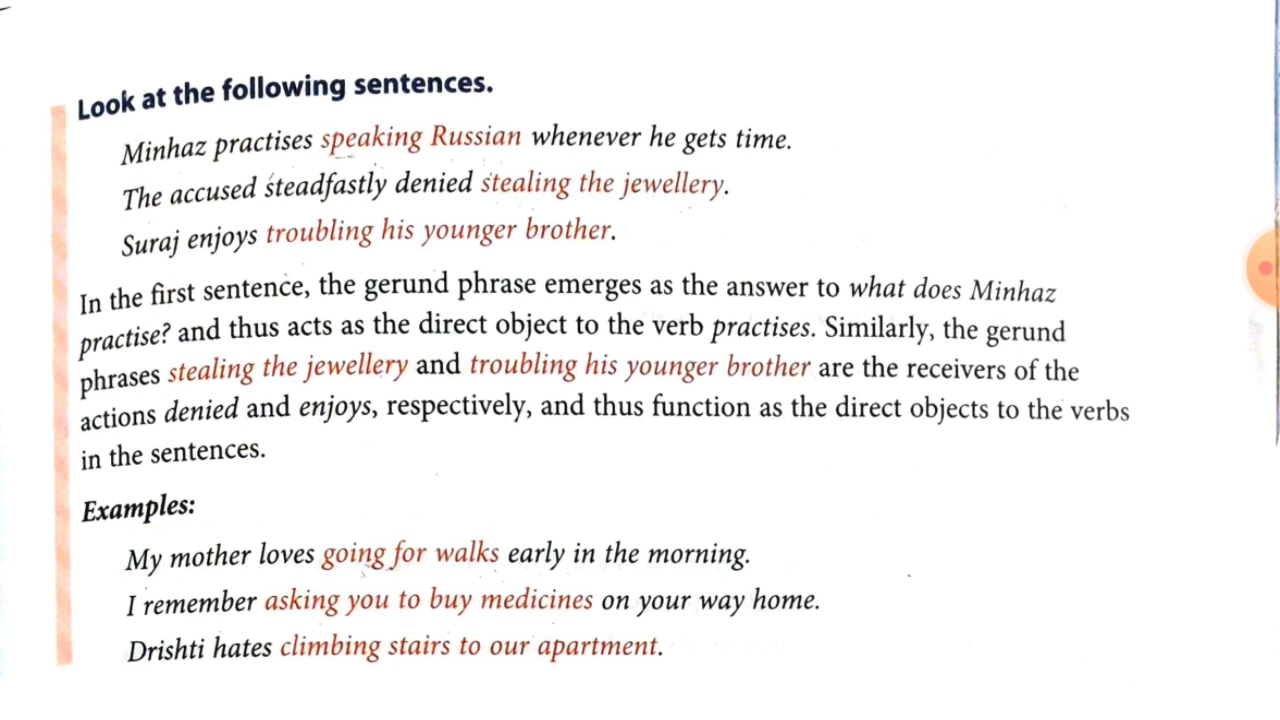 Look at the following sentences.
Minhaz practises speaking Russian whenever he gets time.
The accused steadfastly denied stealing the jewellery.
Suraj enjoys troubling his younger brother.
In the first sentence, the gerund phrase emerges as the answer to what does Minhaz
practise? and thus acts as the direct object to the verb practises. Similarly, the gerund
phrases stealing the jewellery and troubling his younger brother are the receivers of the
actions denied and enjoys, respectively, and thus function as the direct objects to the verbs
in the sentences.
Examples:
My mother loves going for walks early in the morning.
I remember asking you to buy medicines on your way home.
Drishti hates climbing stairs to our apartment.